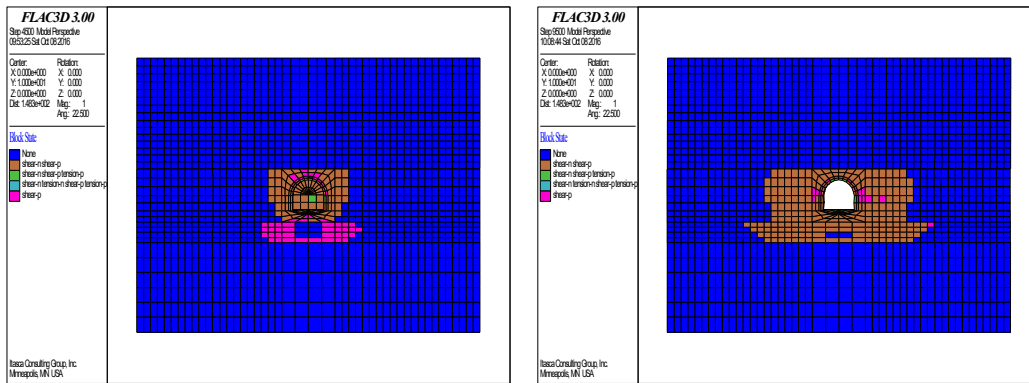 FLAC3D 3.00
Step 4500 Model Perspective
09:53:25 Sat Oct 08 2016
Center: Rotation:
X: 0.000e+000 X: 0.000
Y: 1.000e+001 Y: 0.000
Z: 0.000e+000 Z: 0.000
Dist: 1.483e+002 Mag.: 1
Ang.: 22.500
Block State
None
shear-n shear-p
shear-n shear-p tension-p
shear-n tension-n shear-p tension-p
shear-p
Itasca Consulting Group, Inc.
Minneapolis, MN USA
FLAC3D 3.00
Step 9500 Model Perspective
10:08:44 Sat Oct 08 2016
Center: Rotation:
X: 0.000e+000 X: 0.000
Y: 1.000e+001 Y: 0.000
Z: 0.000e+000 Z: 0.000
Dist: 1.483e+002 Mag.: 1
Ang.: 22.500
Block State
None
shear-n shear-p
shear-n shear-p tension-p
shear-n tension-n shear-p tension-p
shear-p
Itasca Consulting Group, Inc.
Minneapolis, MN USA